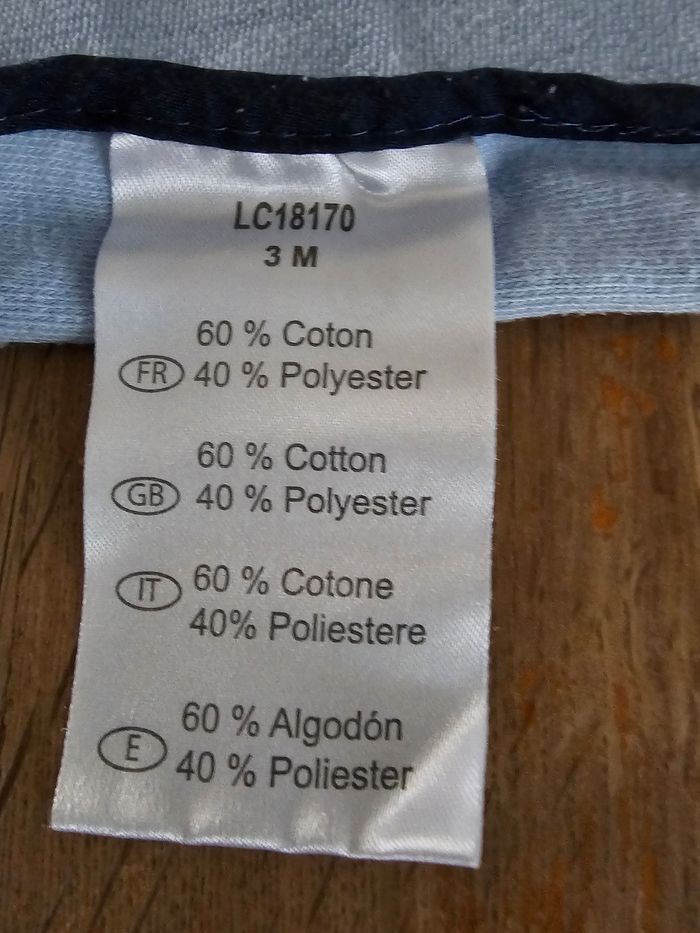 LC18170
3 M
60 % Coton
FR 40 % Polyester
60 % Cotton
GB 40 % Polyester
IT 60 % Cotone
40% Poliestere
60 % Algodón
E 40 % Poliester